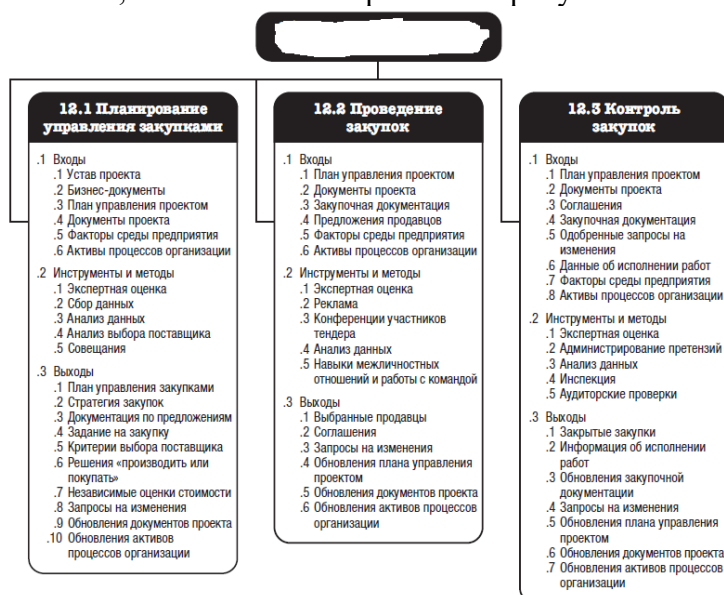 12.1 Планирование
управления закупками
.1 Входы
.1 Устав проекта
.2 Бизнес-документы
.3 План управления проектом
.4 Документы проекта
.5 Факторы среды предприятия
.6 Активы процессов организации
.2 Инструменты и методы
.1 Экспертная оценка
.2 Сбор данных
.3 Анализ данных
.4 Анализ выбора поставщика
.5 Совещания
.3 Выходы
.1 План управления закупками
.2 Стратегия закупок
.3 Документация по предложениям
.4 Задание на закупку
.5 Критерии выбора поставщика
.6 Решения «производить или
покупать»
.7 Независимые оценки стоимости
.8 Запросы на изменения
.9 Обновления документов проекта
.10 Обновления активов
процессов организации
12.2 Проведение
закупок
.1 Входы
.1 План управления проектом
.2 Документы проекта
.3 Закупочная документация
.4 Предложения продавцов
.5 Факторы среды предприятия
.6 Активы процессов организации
.2 Инструменты и методы
.1 Экспертная оценка
.2 Реклама
.3 Конференции участников
тендера
.4 Анализ данных
.5 Навыки межличностных
отношений и работы с командой
.3 Выходы
.1 Выбранные продавцы
.2 Соглашения
.3 Запросы на изменения
.4 Обновления плана управления
проектом
.5 Обновления документов проекта
.6 Обновления активов процессов
организации
12.3 Контроль
закупок
.1 Входы
.1 План управления проектом
.2 Документы проекта
.3 Соглашения
.4 Закупочная документация
.5 Одобренные запросы на
изменения
.6 Данные об исполнении работ
.7 Факторы среды предприятия
.8 Активы процессов организации
.2 Инструменты и методы
.1 Экспертная оценка
.2 Администрирование претензий
.3 Анализ данных
.4 Инспекция
.5 Аудиторские проверки
.3 Выходы
.1 Закрытые закупки
.2 Информация об исполнении
работ
.3 Обновления закупочной
документации
.4 Запросы на изменения
.5 Обновления плана управления
проектом
.6 Обновления документов проекта
.7 Обновления активов процессов
организации